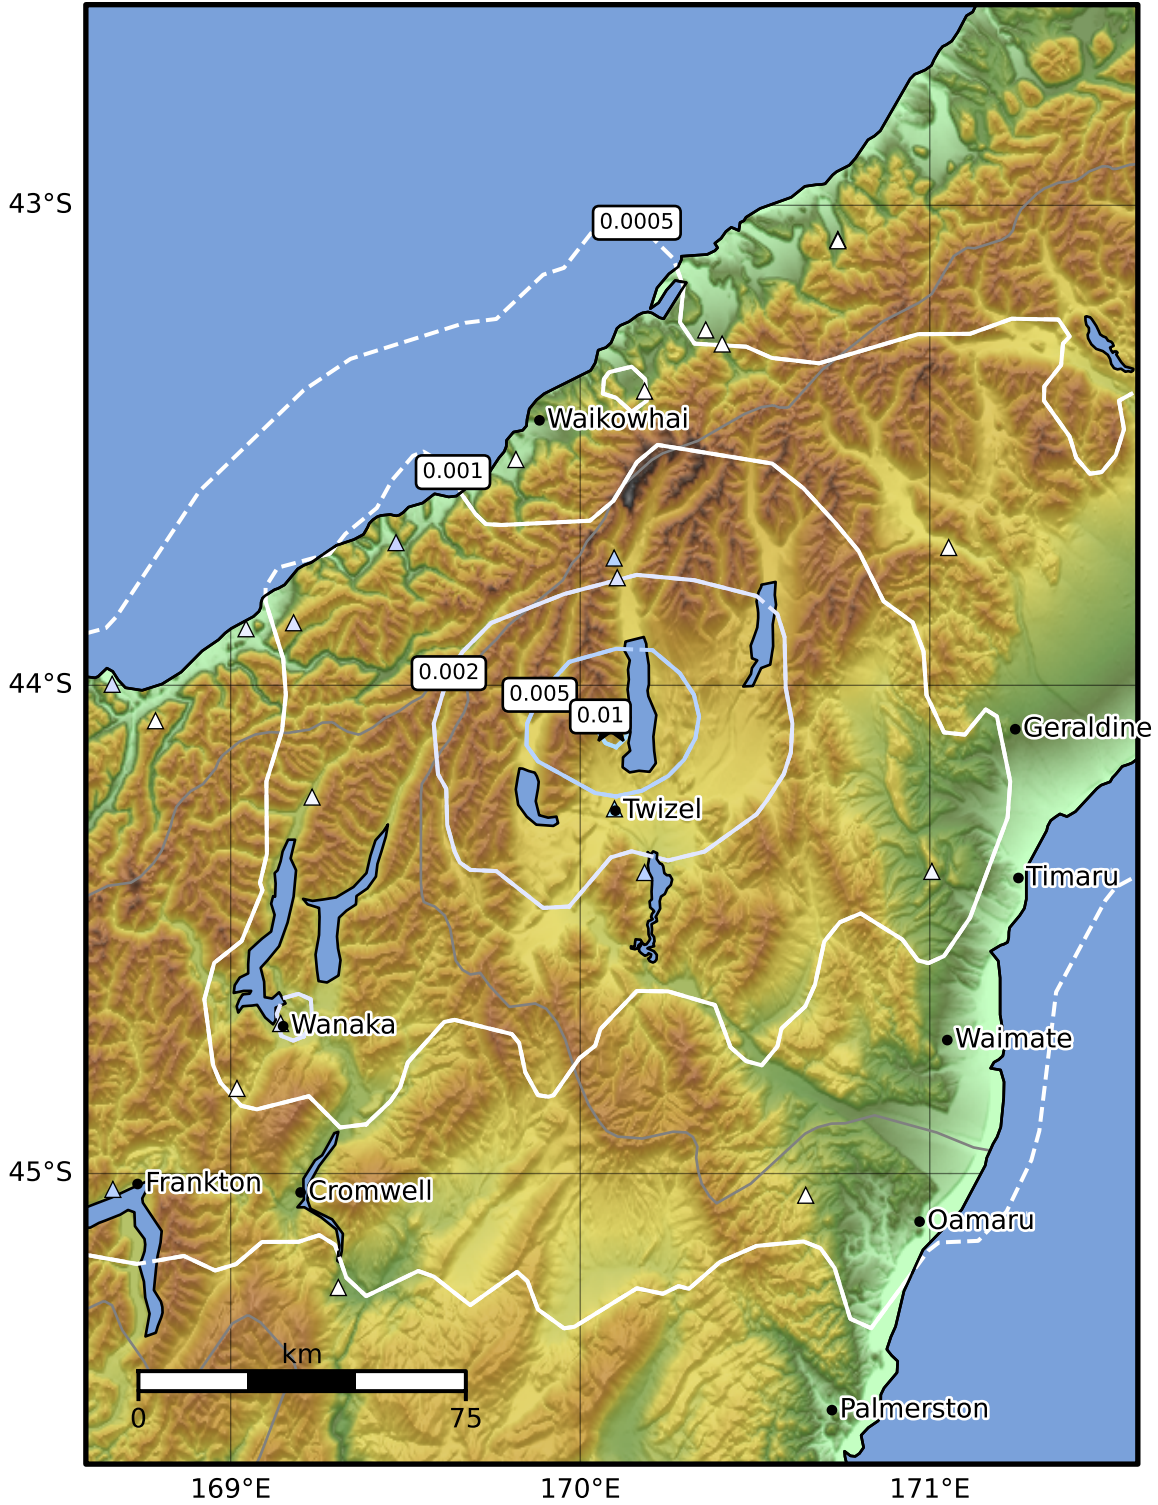 43°S
0.0005
Waikowhai
0.001
0.002
44°S
0.005
0.01
Geraldine
Twizel
Timaru
Wanaka
Waimate
45°S
Frankton
Cromwell
Oamaru
km
0
75
Palmerston
169°E
170°E
171°E